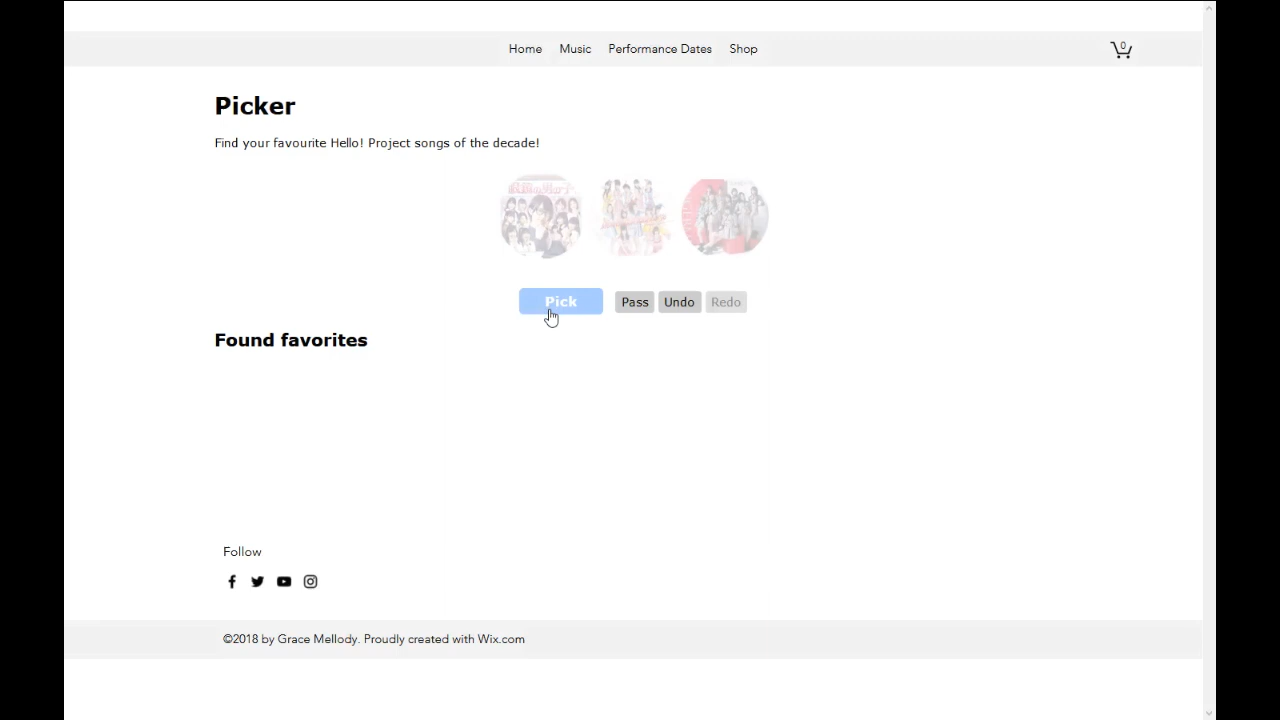 Home Music Performance Dates Shop 0
Picker
Find your favourite Hello! Project songs of the decade!
Pick Pass Undo Redo
Found favorites
Follow
©2018 by Grace Mellody. Proudly created with Wix.com